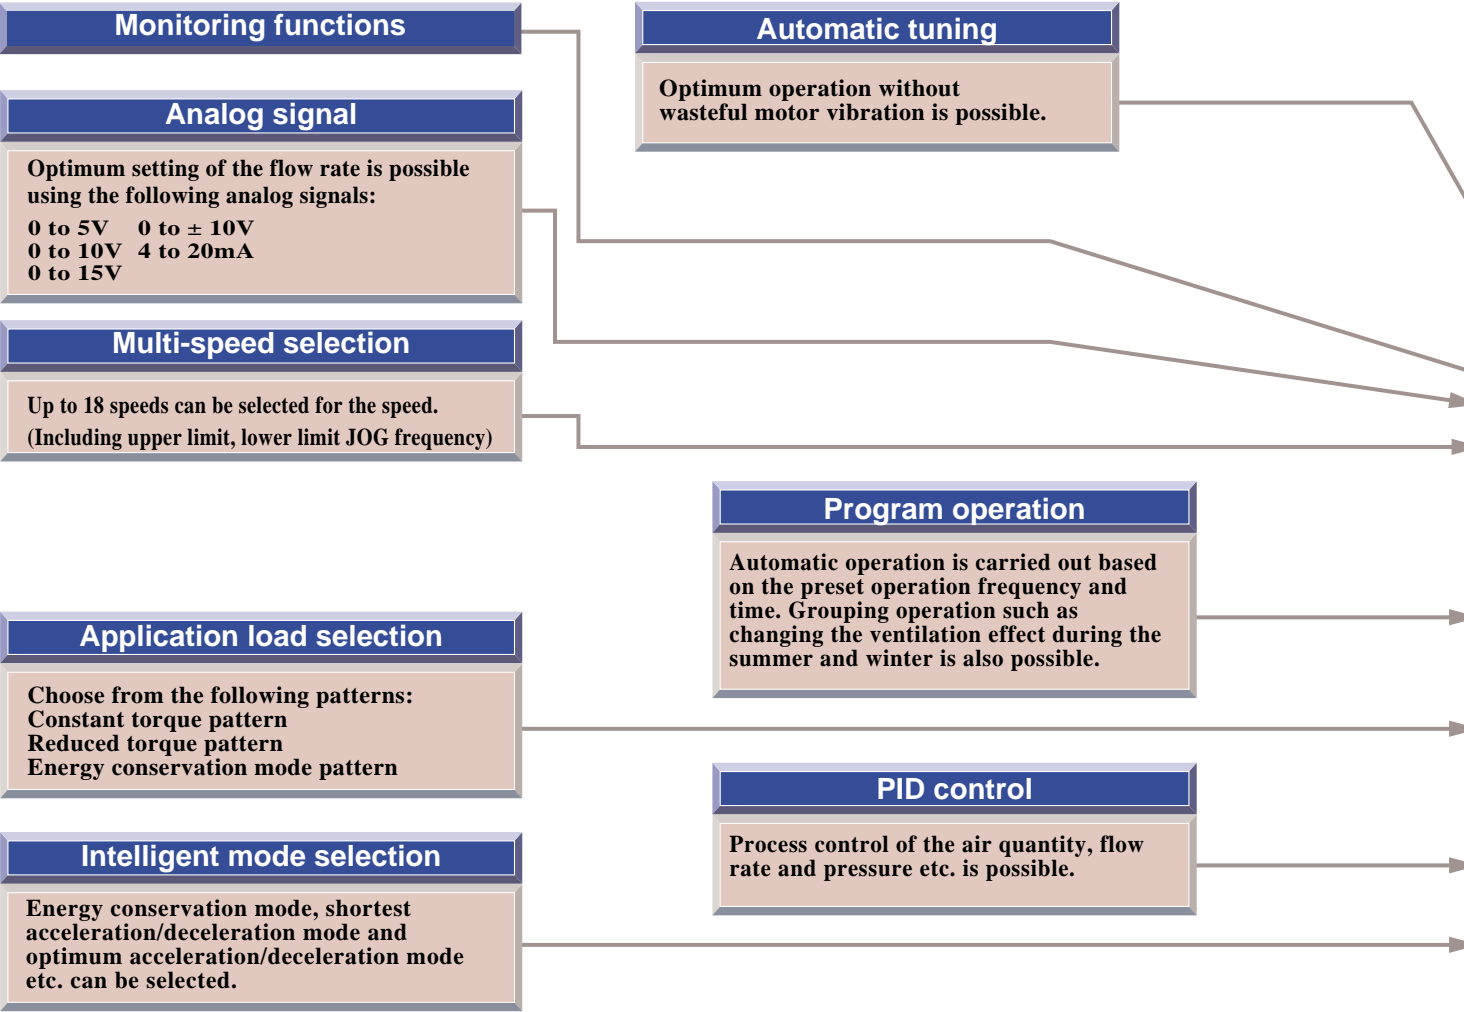 Monitoring functions
Analog signal
Optimum setting of the flow rate is possible
using the following analog signals:
0 to 5V 0 to ± 10V
0 to 10V 4 to 20mA
0 to 15V
Multi-speed selection
Up to 18 speeds can be selected for the speed.
(Including upper limit, lower limit JOG frequency)
Application load selection
Choose from the following patterns:
Constant torque pattern
Reduced torque pattern
Energy conservation mode pattern
Intelligent mode selection
Energy conservation mode, shortest
acceleration/deceleration mode and
optimum acceleration/deceleration mode
etc. can be selected.
Automatic tuning
Optimum operation without
wasteful motor vibration is possible.
Program operation
Automatic operation is carried out based
on the preset operation frequency and
time. Grouping operation such as
changing the ventilation effect during the
summer and winter is also possible.
PID control
Process control of the air quantity, flow
rate and pressure etc. is possible.